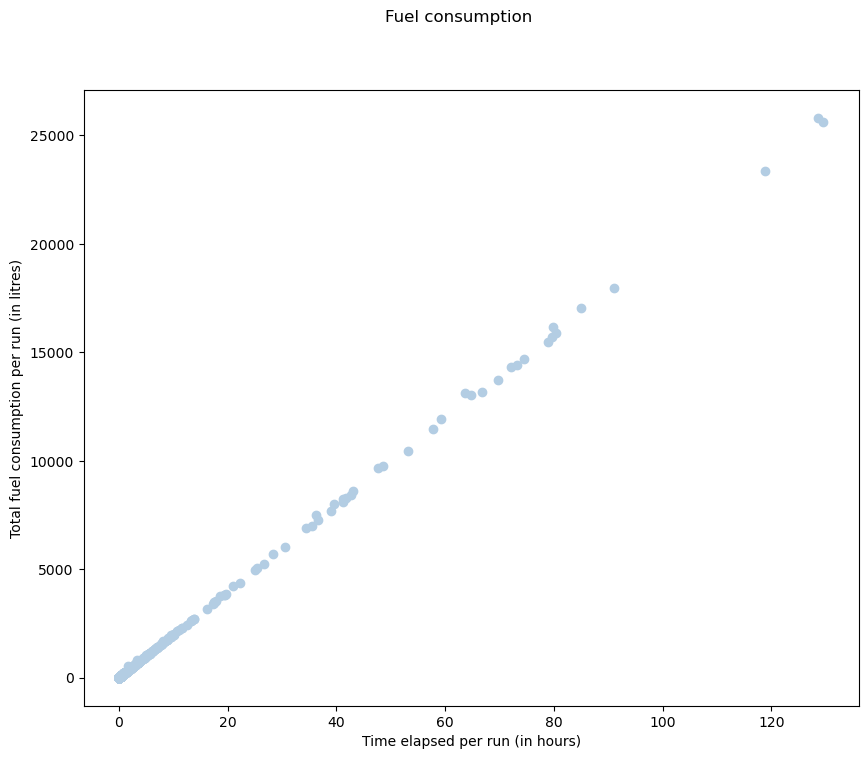 Fuel consumption
25000
20000
15000
10000
5000
0
Total fuel consumption per run (in litres)
0 20 40 60 80 100 120
Time elapsed per run (in hours)